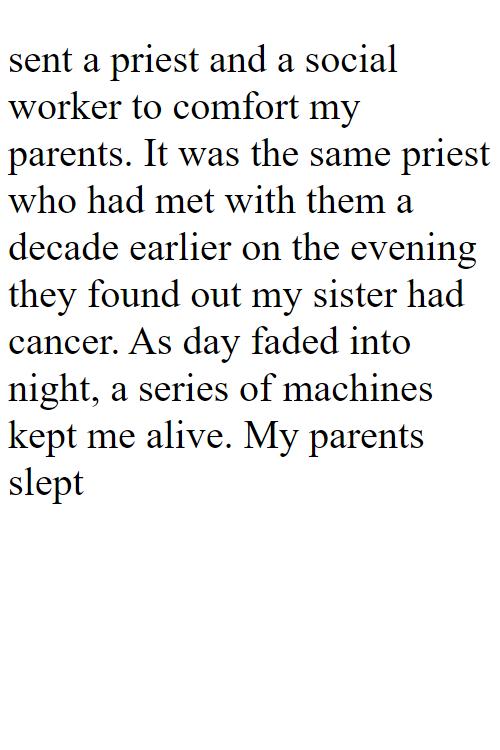 sent a priest and a social
worker to comfort my
parents. It was the same priest
who had met with them a
decade earlier on the evening
they found out my sister had
cancer. As day faded into
night, a series of machines
kept me alive. My parents
slept